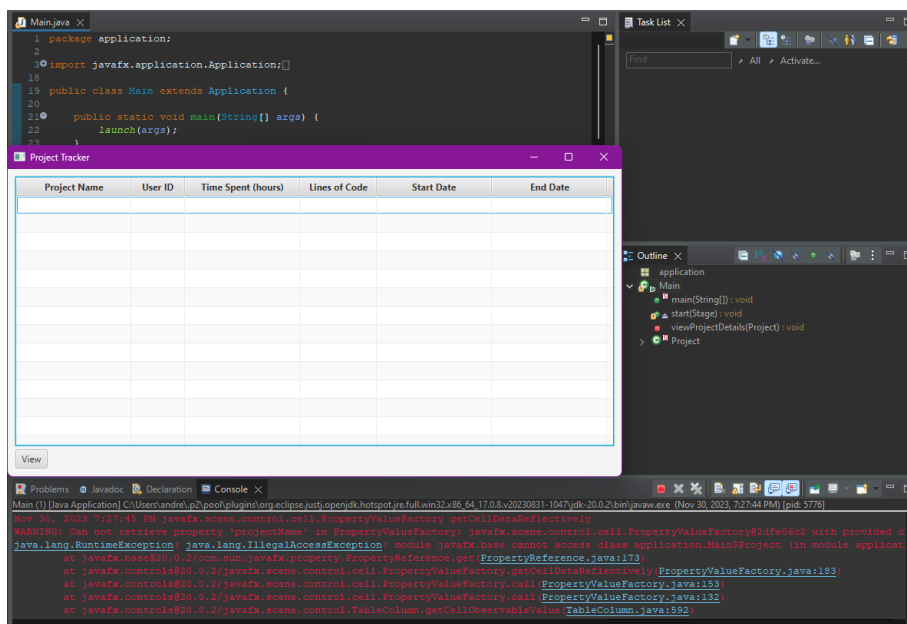 Main.java
1 package application;
2
3 import javafx.application.Application;
18
19 public class Main extends Application {
20
21 public static void main(String[] args) {
22 launch(args);
23 }
Task List
Find
All
Activate...
Project Tracker
Project Name User ID Time Spent (hours) Lines of Code Start Date End Date
View
Outline
application
Main
main(String[]) : void
start(Stage) : void
viewProjectDetails(Project) : void
Project
Problems Javadoc Declaration Console
Main (1) [Java Application] C:\Users\andre\.p2\pool\plugins\org.eclipse.justj.openjdk.hotspot.jre.full.win32.x86_64_17.0.8.v20230831-1047\jdk-20.0.2\bin\javaw.exe (Nov 30, 2023, 7:27:44 PM) [pid: 5776]
Nov 30, 2023 7:27:45 PM javafx.scene.control.cell.PropertyValueFactory getCellDataReflectively
WARNING: Can not retrieve property 'projectName' in PropertyValueFactory: javafx.scene.control.cell.PropertyValueFactory@2dfe06c2 with provided c
java.lang.RuntimeException: java.lang.IllegalAccessException: module javafx.base cannot access class application.Main$Project (in module applicat
at javafx.base@20.0.2/com.sun.javafx.property.PropertyReference.get(PropertyReference.java:173)
at javafx.controls@20.0.2/javafx.scene.control.cell.PropertyValueFactory.getCellDataReflectively(PropertyValueFactory.java:183)
at javafx.controls@20.0.2/javafx.scene.control.cell.PropertyValueFactory.call(PropertyValueFactory.java:153)
at javafx.controls@20.0.2/javafx.scene.control.cell.PropertyValueFactory.call(PropertyValueFactory.java:132)
at javafx.controls@20.0.2/javafx.scene.control.TableColumn.getCellObservableValue(TableColumn.java:592)